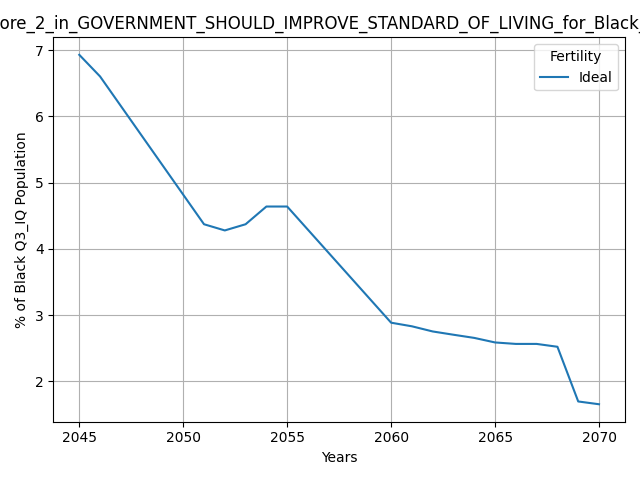 ore_2_in_GOVERNMENT_SHOULD_IMPROVE_STANDARD_OF_LIVING_for_Black_
Fertility
Ideal
% of Black Q3_IQ Population
7
6
5
4
3
2
2045 2050 2055 2060 2065 2070
Years